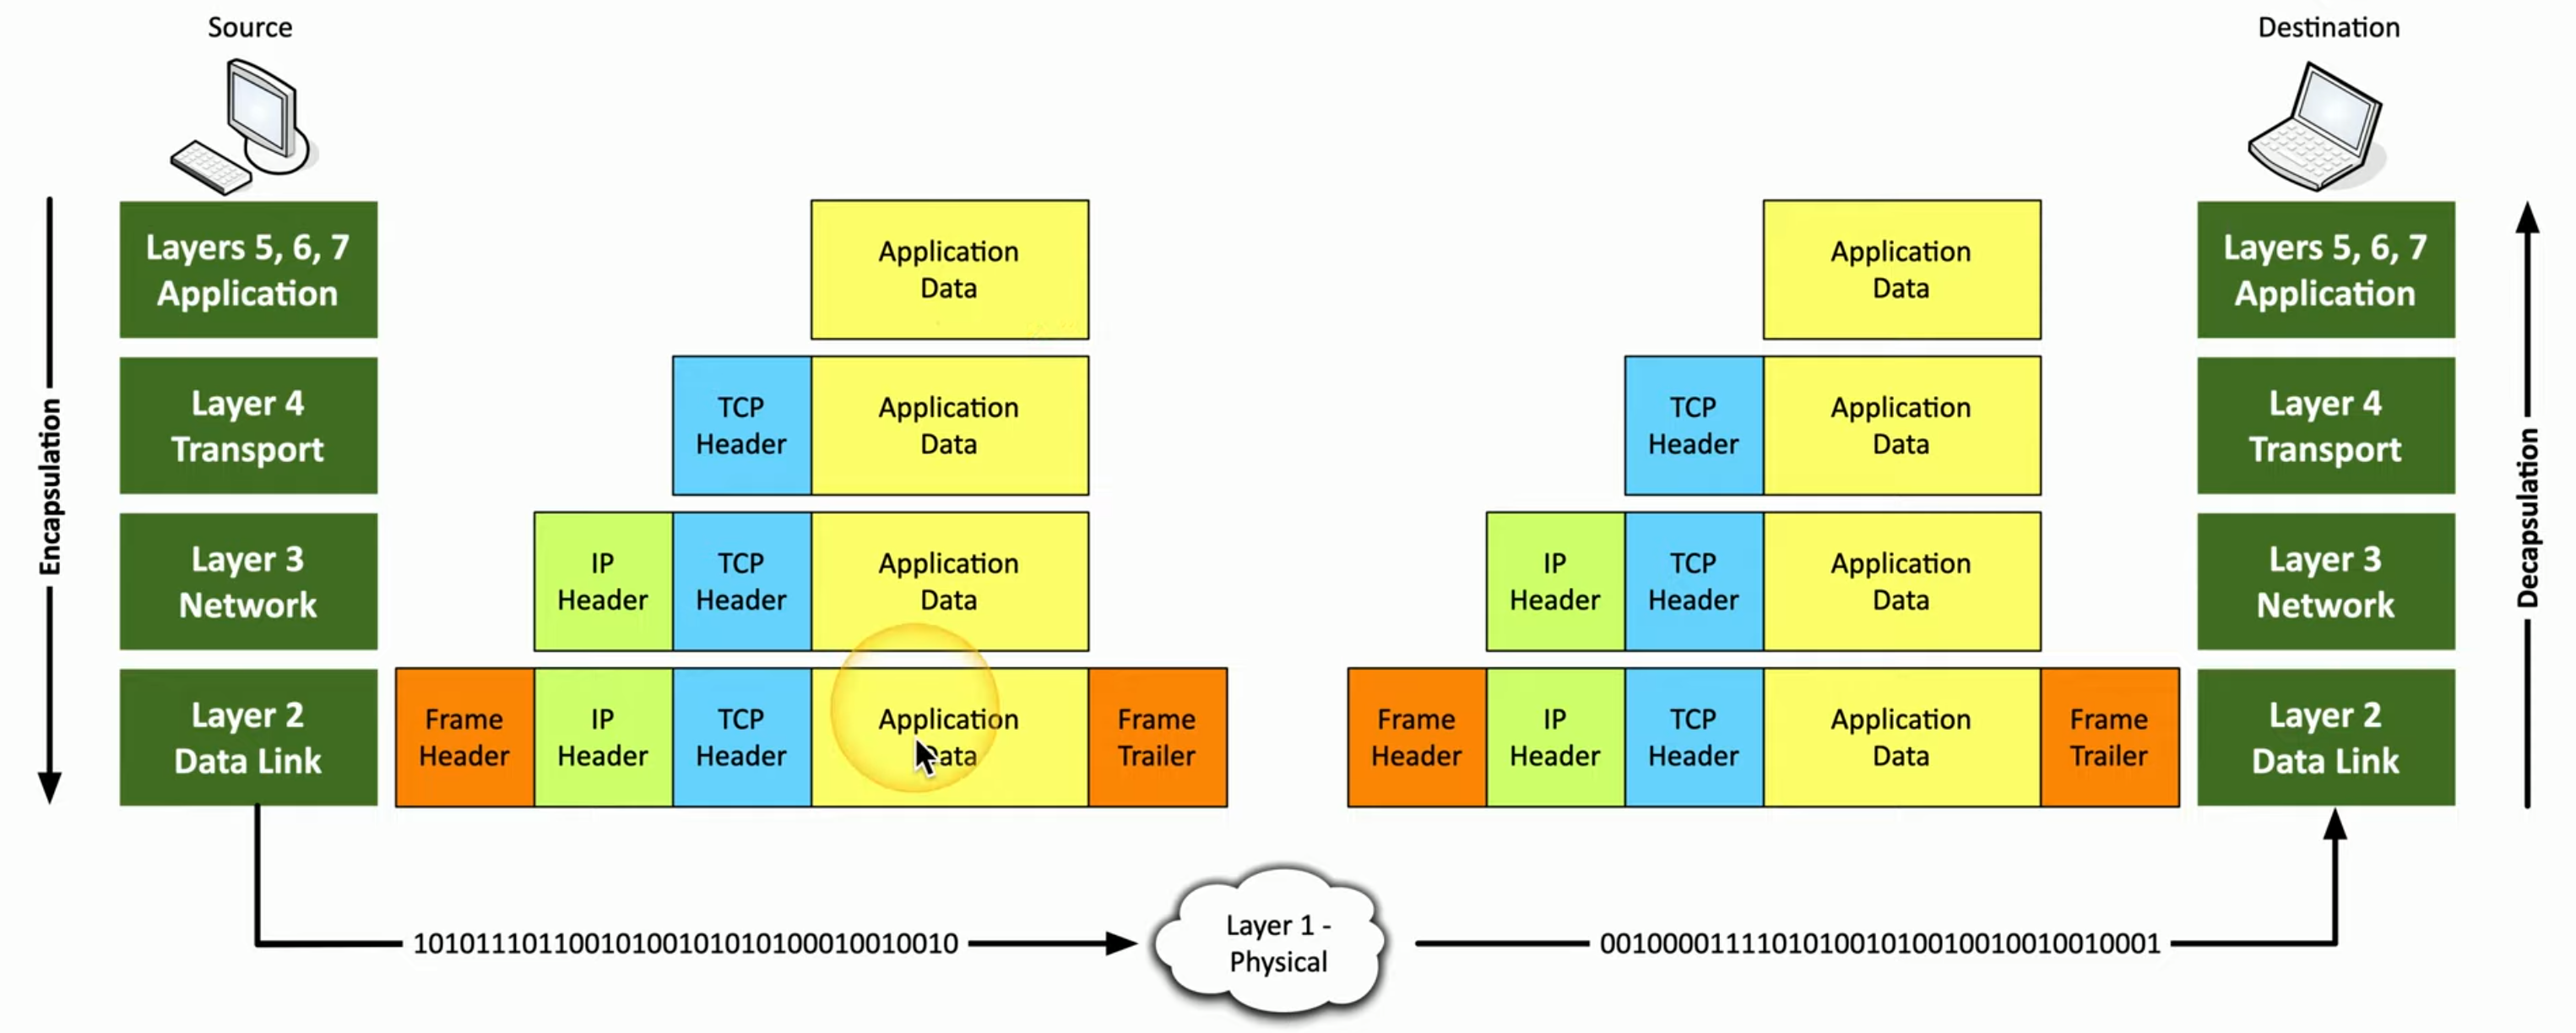 Source
Destination
Layers 5, 6, 7
Application
Application
Data
Application
Data
Layers 5, 6, 7
Application
Encapsulation
Decapsulation
Layer 4
Transport
TCP
Header
Application
Data
TCP
Header
Application
Data
Layer 4
Transport
Layer 3
Network
IP
Header
TCP
Header
Application
Data
IP
Header
TCP
Header
Application
Data
Layer 3
Network
Layer 2
Data Link
Frame
Header
IP
Header
TCP
Header
Application
Data
Frame
Trailer
Frame
Header
IP
Header
TCP
Header
Application
Data
Frame
Trailer
Layer 2
Data Link
1010111011001010010101010001001 0010
Layer 1 -
Physical
0010000111101010010100100100100 10001